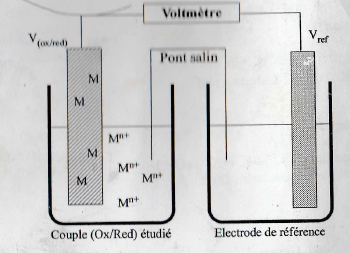 Voltmètre
V(ox/red)
Vref
Pont salin
M
M
Mn+
M
Mn+
Mn+
M
Mn+
Couple (Ox/Red) étudié
Electrode de référence